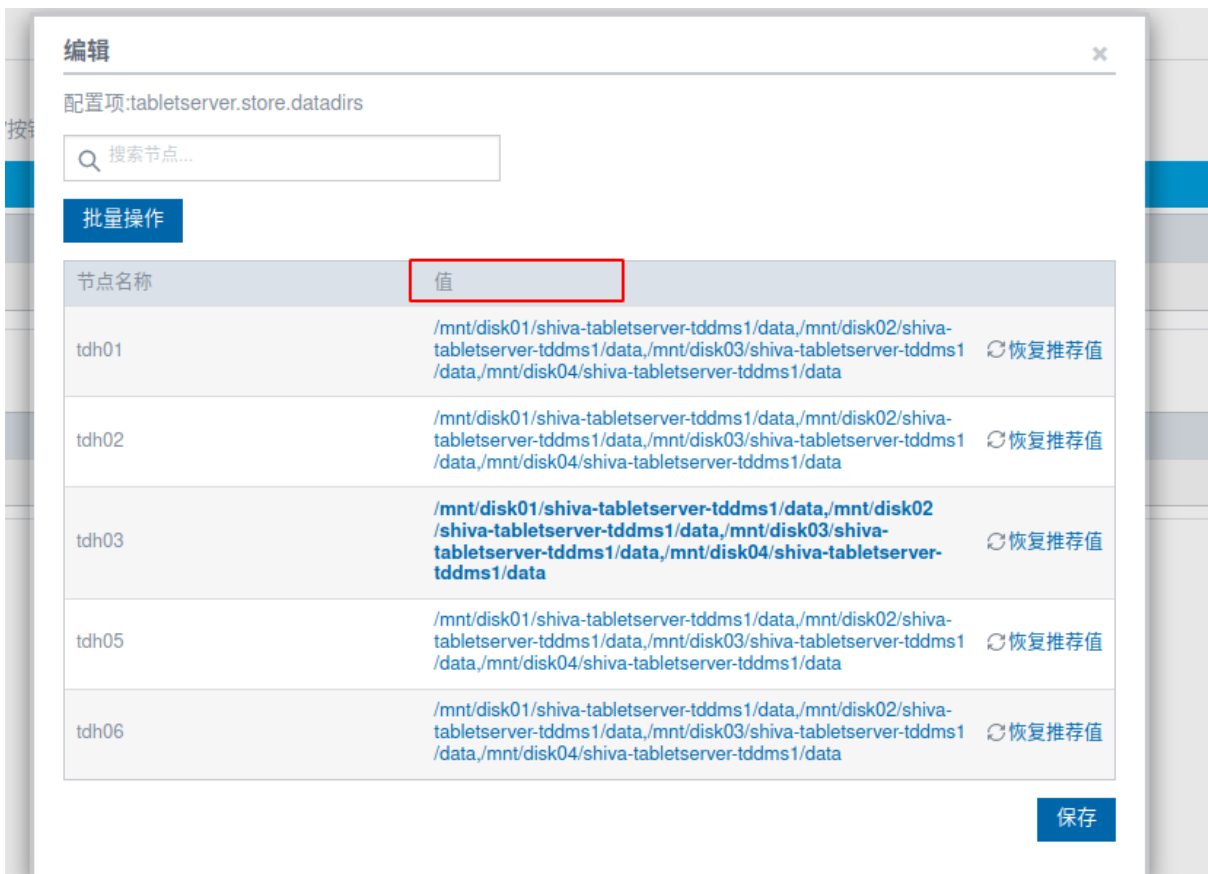 编辑
×
配置项:tabletserver.store.datadirs
搜索节点...
批量操作
节点名称 值
tdh01 /mnt/disk01/shiva-tabletserver-tddms1/data,/mnt/disk02/shiva-
tabletserver-tddms1/data,/mnt/disk03/shiva-tabletserver-tddms1
/data,/mnt/disk04/shiva-tabletserver-tddms1/data
恢复推荐值
tdh02 /mnt/disk01/shiva-tabletserver-tddms1/data,/mnt/disk02/shiva-
tabletserver-tddms1/data,/mnt/disk03/shiva-tabletserver-tddms1
/data,/mnt/disk04/shiva-tabletserver-tddms1/data
恢复推荐值
tdh03 /mnt/disk01/shiva-tabletserver-tddms1/data,/mnt/disk02
/shiva-tabletserver-tddms1/data,/mnt/disk03/shiva-
tabletserver-tddms1/data,/mnt/disk04/shiva-tabletserver-
tddms1/data
恢复推荐值
tdh05 /mnt/disk01/shiva-tabletserver-tddms1/data,/mnt/disk02/shiva-
tabletserver-tddms1/data,/mnt/disk03/shiva-tabletserver-tddms1
/data,/mnt/disk04/shiva-tabletserver-tddms1/data
恢复推荐值
tdh06 /mnt/disk01/shiva-tabletserver-tddms1/data,/mnt/disk02/shiva-
tabletserver-tddms1/data,/mnt/disk03/shiva-tabletserver-tddms1
/data,/mnt/disk04/shiva-tabletserver-tddms1/data
恢复推荐值
保存